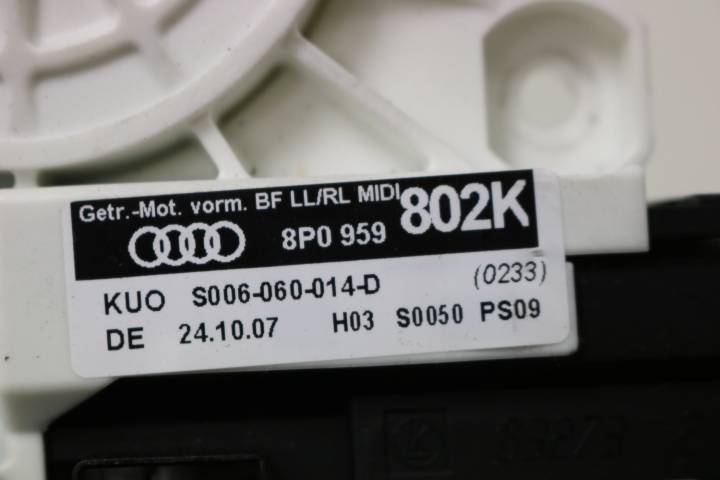 Getr.-Mot. vorm. BF LL/RL MIDI
8P0 959 802K
KUO S006-060-014-D (0233)
DE 24.10.07 H03 S0050 PS09